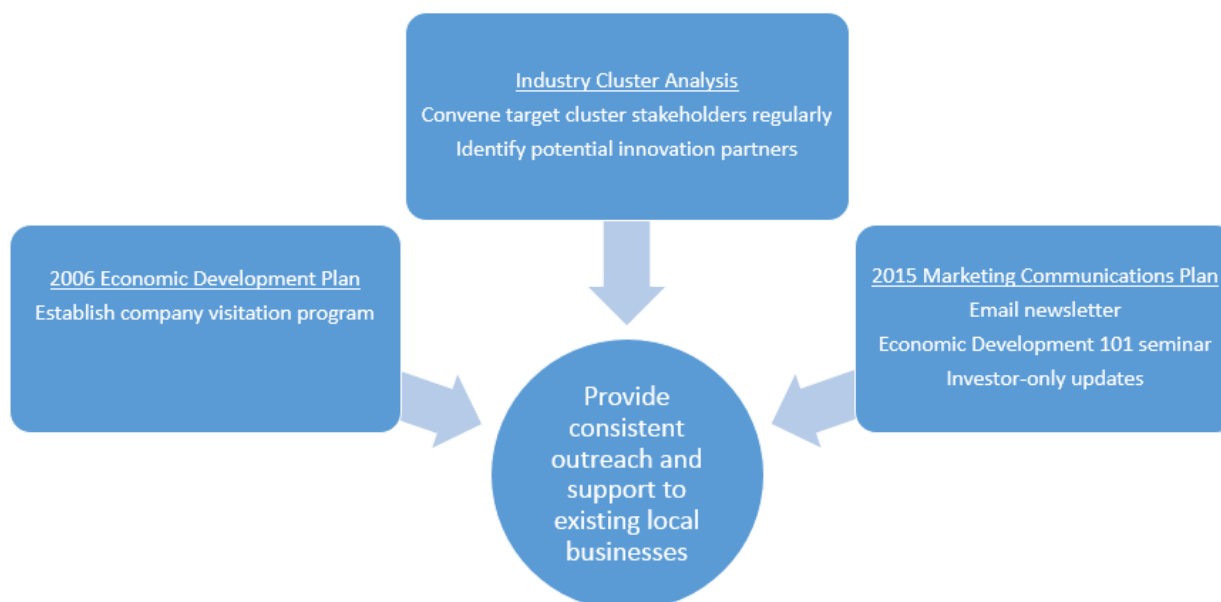 Industry Cluster Analysis
Convene target cluster stakeholders regularly
Identify potential innovation partners
2006 Economic Development Plan
Establish company visitation program
2015 Marketing Communications Plan
Email newsletter
Economic Development 101 seminar
Investor-only updates
Provide
consistent
outreach and
support to
existing local
businesses